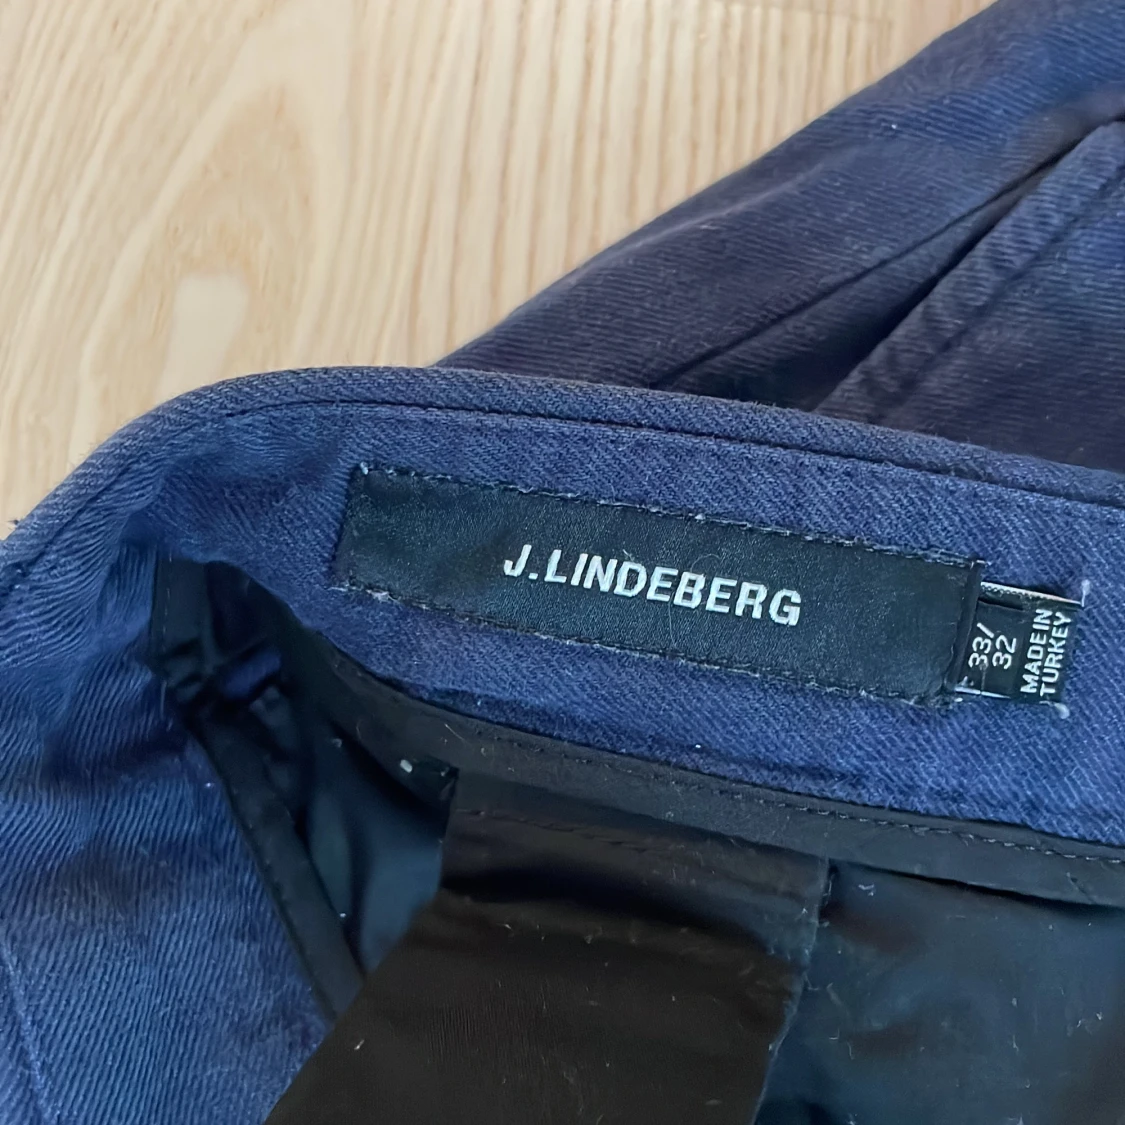 J.LINDEBERG
33/
32
MADE IN
TURKEY